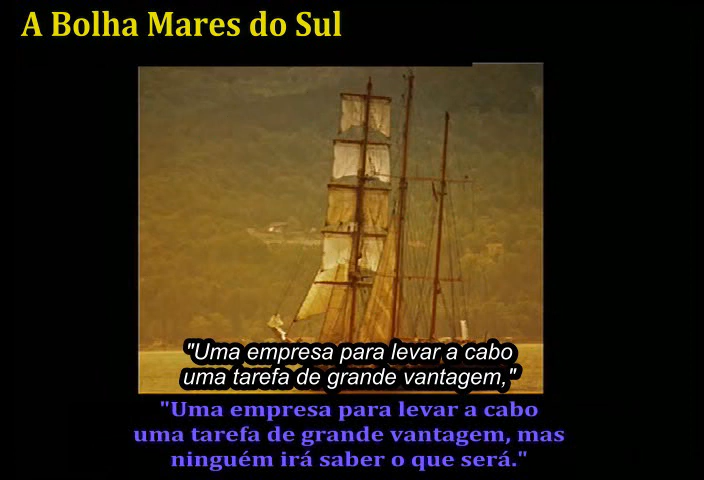 A Bolha Mares do Sul
"Uma empresa para levar a cabo
uma tarefa de grande vantagem,"
"Uma empresa para levar a cabo
uma tarefa de grande vantagem, mas
ninguém irá saber o que será."